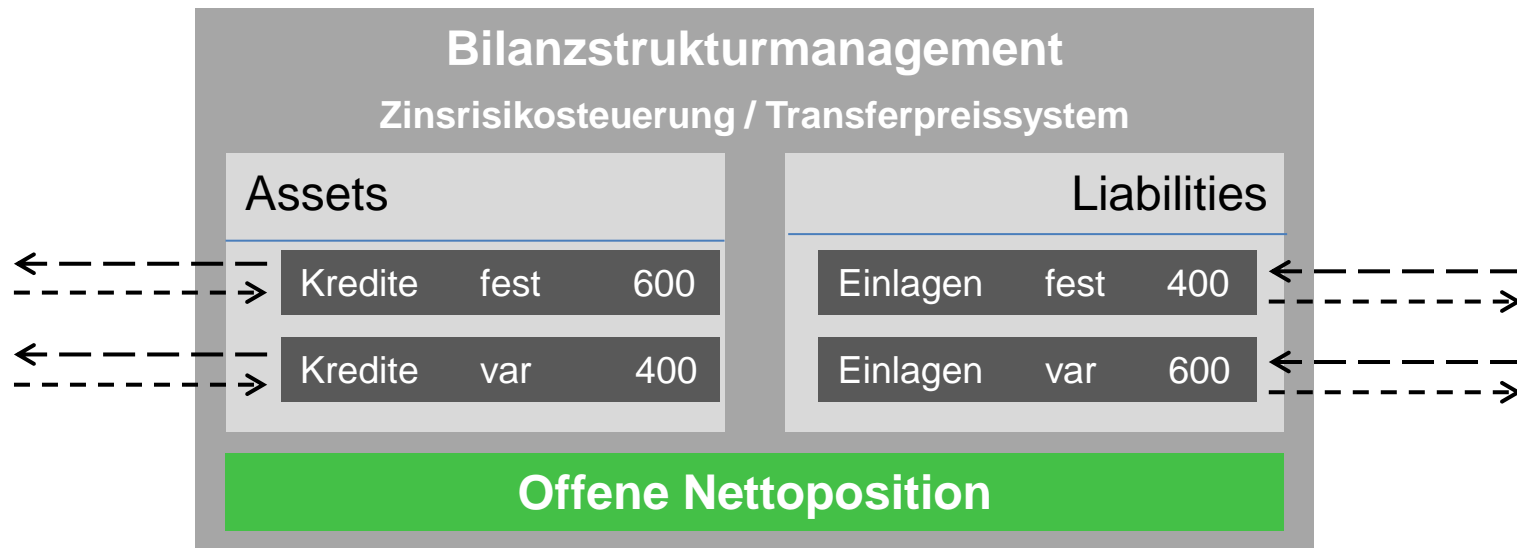 Bilanzstrukturmanagement
Zinsrisikosteuerung / Transferpreissystem
Assets
Kredite fest 600
Kredite var 400
Liabilities
Einlagen fest 400
Einlagen var 600
Offene Nettoposition